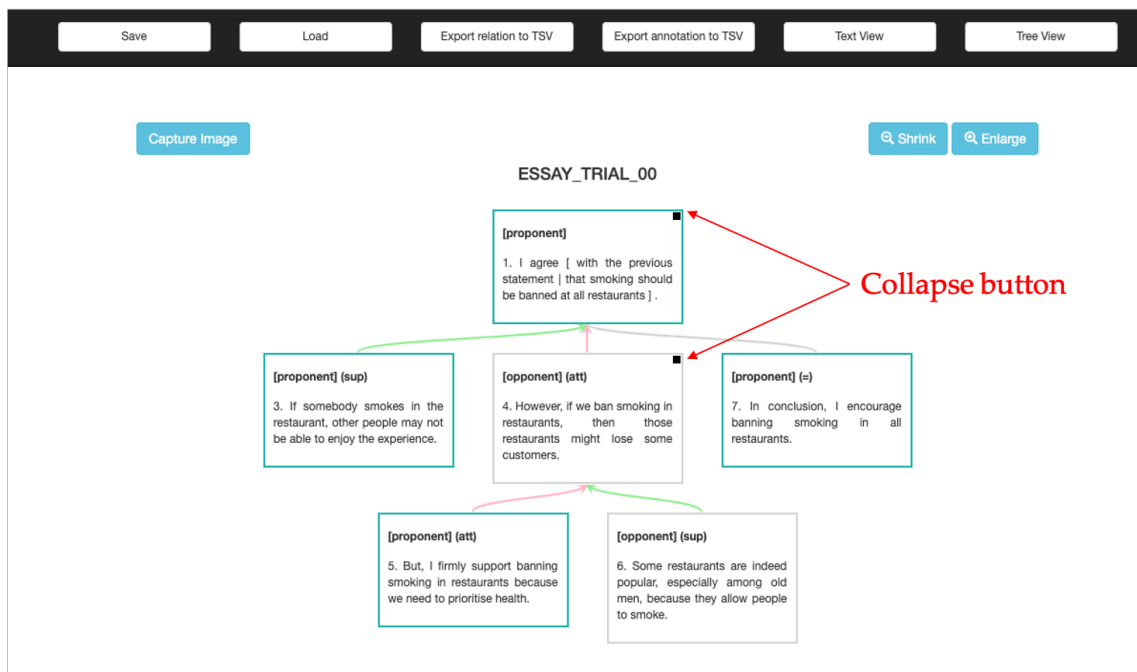 Save
Load
Export relation to TSV
Export annotation to TSV
Text View
Tree View
Capture Image
Shrink
Enlarge
ESSAY_TRIAL_00
[proponent]
1. I agree [ with the previous
statement | that smoking should
be banned at all restaurants ] .
Collapse button
[proponent] (sup)
3. If somebody smokes in the
restaurant, other people may not
be able to enjoy the experience.
[opponent] (att)
4. However, if we ban smoking in
restaurants, then those
restaurants might lose some
customers.
[proponent] (=)
7. In conclusion, I encourage
banning smoking in all
restaurants.
[proponent] (att)
5. But, I firmly support banning
smoking in restaurants because
we need to prioritise health.
[opponent] (sup)
6. Some restaurants are indeed
popular, especially among old
men, because they allow people
to smoke.